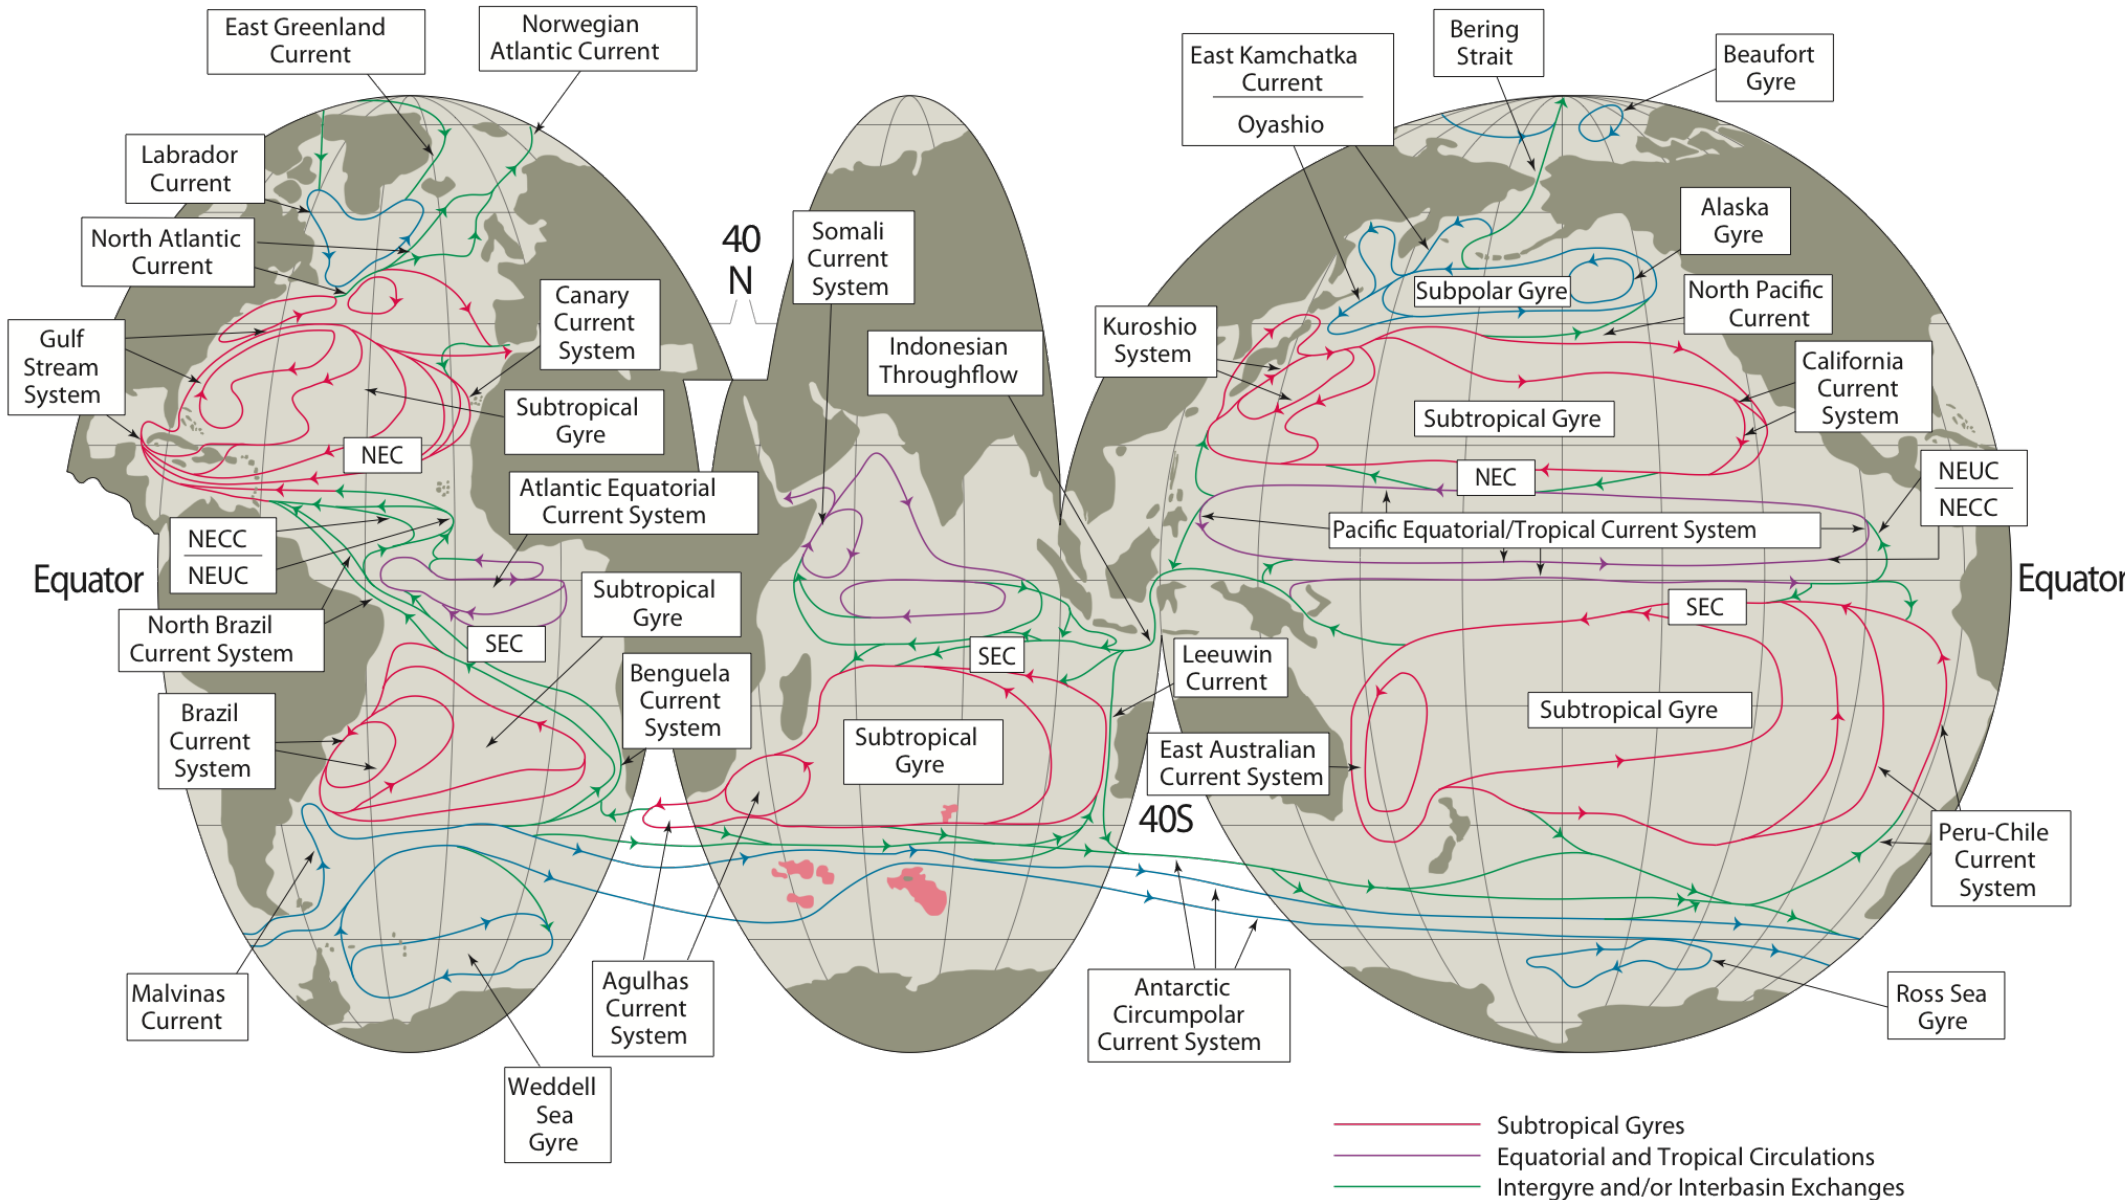 East Greenland
Current
Norwegian
Atlantic Current
Bering
Strait
East Kamchatka
Current
Oyashio
Beaufort
Gyre
Labrador
Current
North Atlantic
Current
40
N
Somali
Current
System
Alaska
Gyre
Subpolar Gyre
North Pacific
Current
Canary
Current
System
Gulf
Stream
System
Indonesian
Throughflow
Kuroshio
System
California
Current
System
Subtropical
Gyre
Subtropical Gyre
NEC
NEC
NEUC
NECC
Atlantic Equatorial
Current System
Pacific Equatorial/Tropical Current System
NECC
NEUC
Equator
Equator
Subtropical
Gyre
SEC
North Brazil
Current System
SEC
SEC
Leeuwin
Current
Benguela
Current
System
Brazil
Current
System
Subtropical
Gyre
Subtropical Gyre
East Australian
Current System
40S
Peru-Chile
Current
System
Malvinas
Current
Agulhas
Current
System
Antarctic
Circumpolar
Current System
Ross Sea
Gyre
Weddell
Sea
Gyre
Subtropical Gyres
Equatorial and Tropical Circulations
Intergyre and/or Interbasin Exchanges